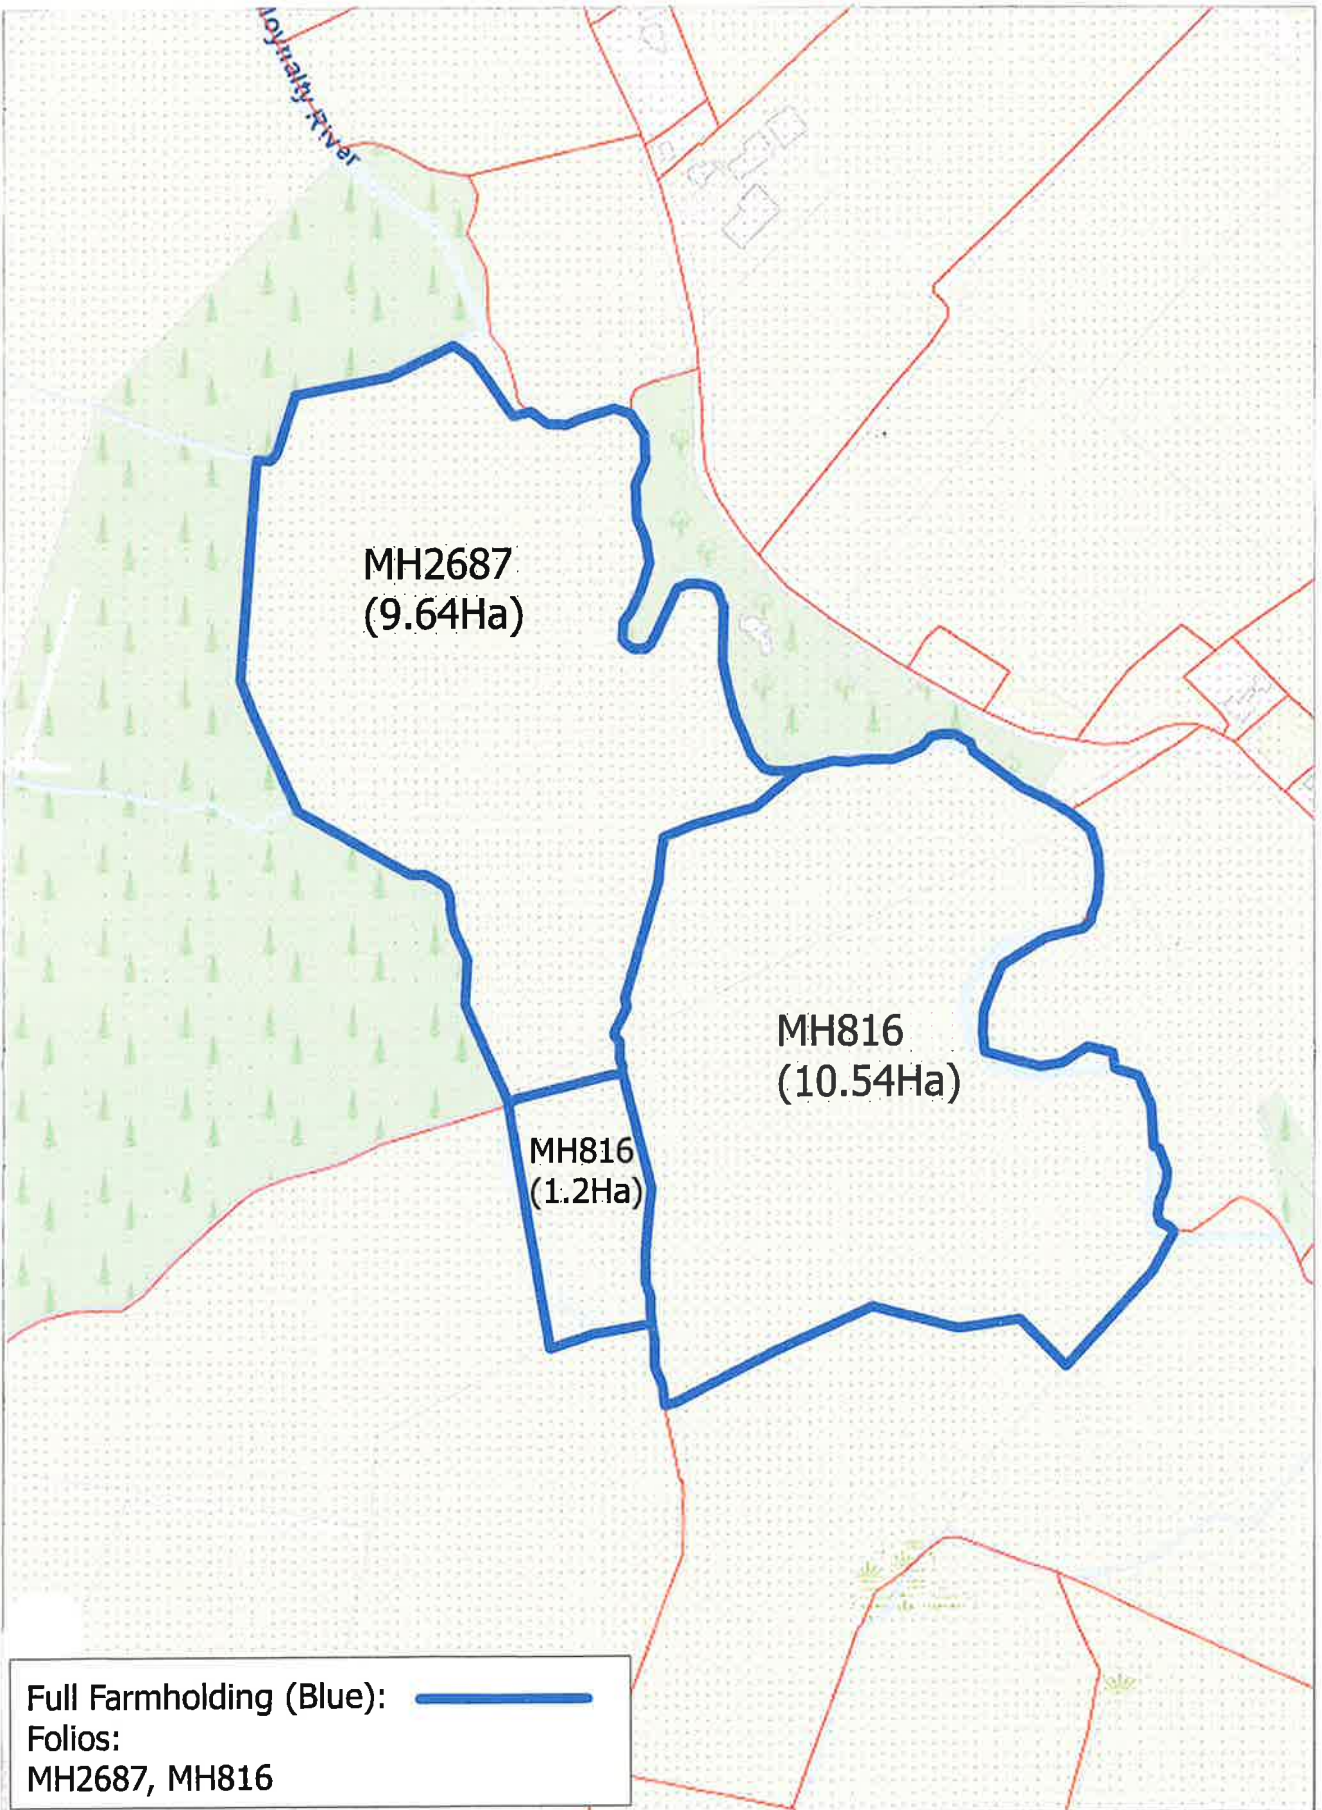 Moynalty River
MH2687
(9.64Ha)
MH816
(10.54Ha)
MH816
(1.2Ha)
Full Farmholding (Blue):
Folios:
MH2687, MH816